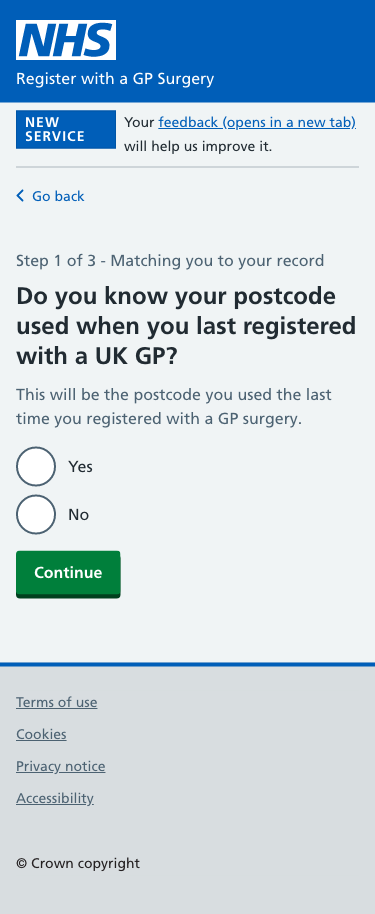 NHS
Register with a GP Surgery
NEW
SERVICE
Your feedback (opens in a new tab)
will help us improve it.
Go back
Step 1 of 3 - Matching you to your record
Do you know your postcode
used when you last registered
with a UK GP?
This will be the postcode you used the last
time you registered with a GP surgery.
Yes
No
Continue
Terms of use
Cookies
Privacy notice
Accessibility
© Crown copyright